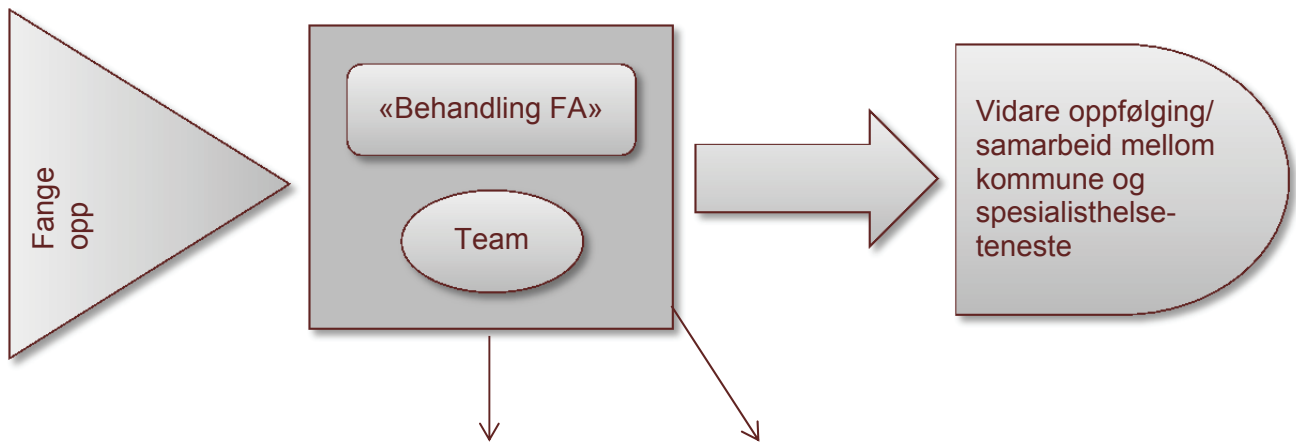 Fange
opp
«Behandling FA»
Team
Vidare oppfølging/
samarbeid mellom
kommune og
spesialisthelse-
teneste